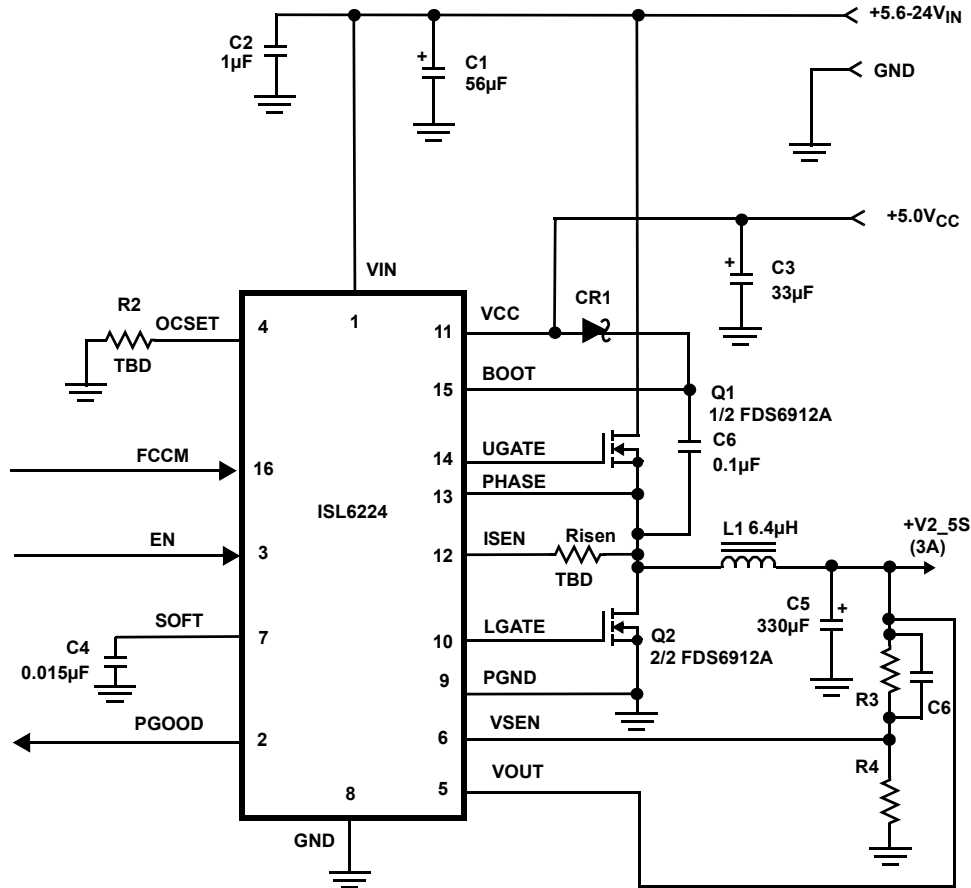 +5.6-24VIN
C2
1µF
C1
56µF
GND
+5.0VCC
C3
33µF
VIN
CR1
R2
OCSET
TBD
4
1
11
VCC
15
BOOT
Q1
1/2 FDS6912A
C6
0.1µF
FCCM
16
14
UGATE
13
PHASE
ISL6224
EN
3
12
ISEN
Risen
TBD
L1 6.4µH
+V2_5S
(3A)
SOFT
7
C4
0.015µF
10
LGATE
Q2
2/2 FDS6912A
C5
330µF
+
9
PGND
R3
C6
PGOOD
2
6
VSEN
R4
5
VOUT
8
GND
+
+